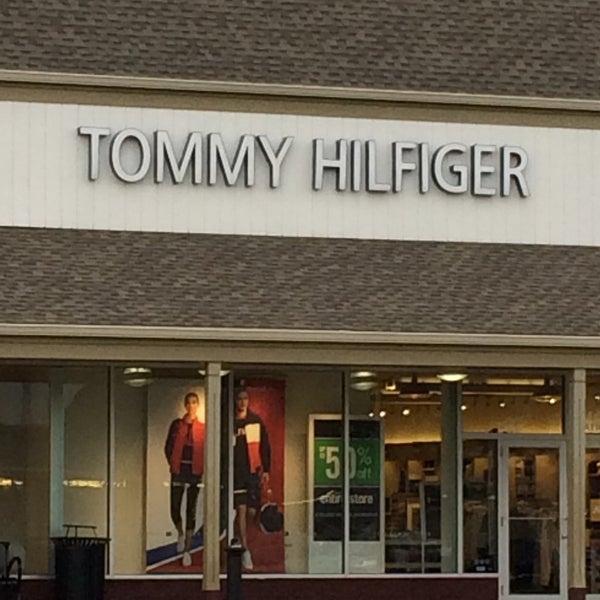 TOMMY HILFIGER
50%
off
entire store